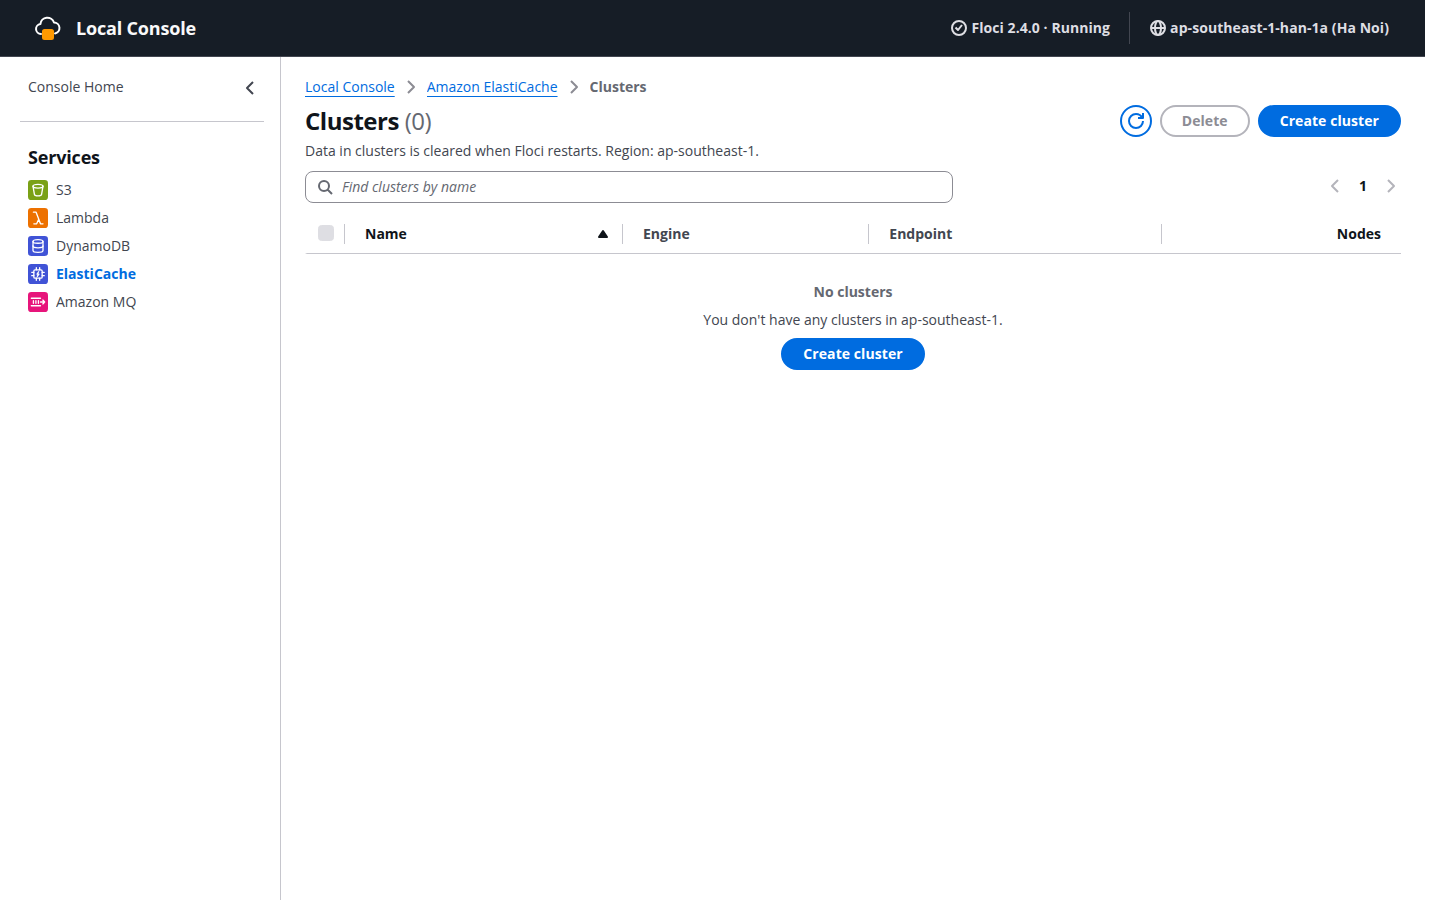 Local Console
Floci 2.4.0 · Running
ap-southeast-1-han-1a (Ha Noi)
Console Home
Services
S3
Lambda
DynamoDB
ElastiCache
Amazon MQ
Local Console
Amazon ElastiCache
Clusters
Clusters (0)
Delete
Create cluster
Data in clusters is cleared when Floci restarts. Region: ap-southeast-1.
Find clusters by name
1
Name
Engine
Endpoint
Nodes
No clusters
You don't have any clusters in ap-southeast-1.
Create cluster